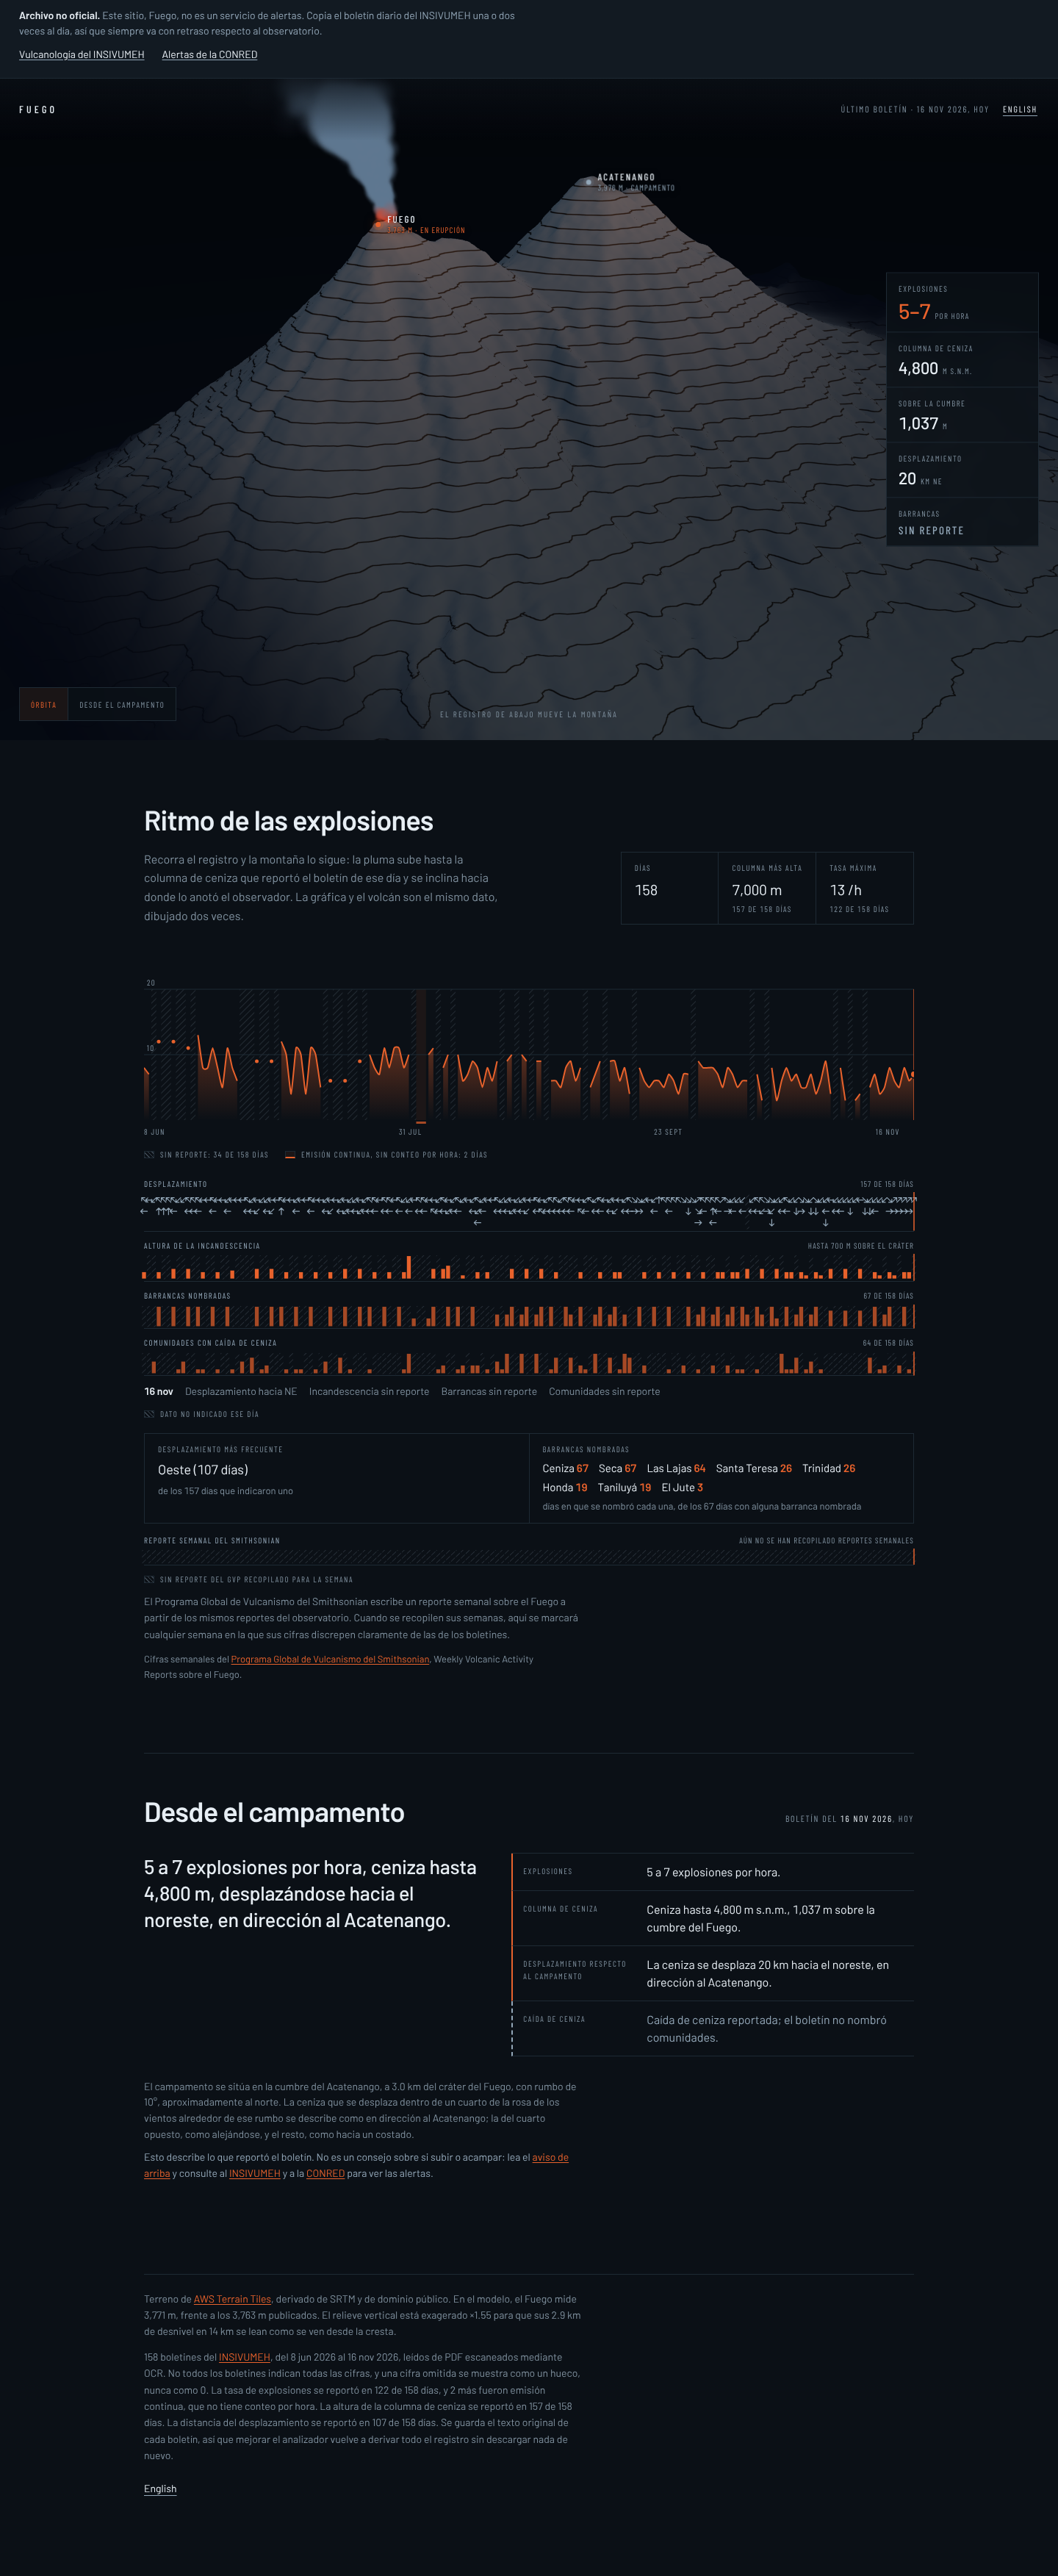 Archivo no oficial. Este sitio, Fuego, no es un servicio de alertas. Copia el boletín diario del INSIVUMEH una o dos
veces al día, así que siempre va con retraso respecto al observatorio.
Vulcanología del INSIVUMEH Alertas de la CONRED
FUEGO
ÚLTIMO BOLETÍN · 16 NOV 2026, HOY ENGLISH
ACATENANGO
M · CAMPAMENTO
FUEGO
M · EN ERUPCIÓN
EXPLOSIONES
5–7 POR HORA
COLUMNA DE CENIZA
4,800 M S.N.M.
SOBRE LA CUMBRE
1,037 M
DESPLAZAMIENTO
20 KM NE
BARRANCAS
SIN REPORTE
ÓRBITA DESDE EL CAMPAMENTO
EL REGISTRO DE ABAJO MUEVE LA MONTAÑA
Ritmo de las explosiones
Recorra el registro y la montaña lo sigue: la pluma sube hasta la
columna de ceniza que reportó el boletín de ese día y se inclina hacia
donde lo anotó el observador. La gráfica y el volcán son el mismo dato,
dibujado dos veces.
DÍAS
158
COLUMNA MÁS ALTA
7,000 m
157 DE 158 DÍAS
TASA MÁXIMA
13 /h
122 DE 158 DÍAS
20
10
8 JUN 31 JUL 23 SEPT 16 NOV
SIN REPORTE: 34 DE 158 DÍAS EMISIÓN CONTINUA, SIN CONTEO POR HORA: 2 DÍAS
DESPLAZAMIENTO 157 DE 158 DÍAS
ALTURA DE LA INCANDESCENCIA HASTA 700 M SOBRE EL CRÁTER
BARRANCAS NOMBRADAS 67 DE 158 DÍAS
COMUNIDADES CON CAÍDA DE CENIZA 64 DE 158 DÍAS
16 nov Desplazamiento hacia NE Incandescencia sin reporte Barrancas sin reporte Comunidades sin reporte
DATO NO INDICADO ESE DÍA
DESPLAZAMIENTO MÁS FRECUENTE
Oeste (107 días)
de los 157 días que indicaron uno
BARRANCAS NOMBRADAS
Ceniza 67 Seca 67 Las Lajas 64 Santa Teresa 26 Trinidad 26
Honda 19 Taniluyá 19 El Jute 3
días en que se nombró cada una, de los 67 días con alguna barranca nombrada
REPORTE SEMANAL DEL SMITHSONIAN AÚN NO SE HAN RECOPILADO REPORTES SEMANALES
SIN REPORTE DEL GVP RECOPILADO PARA LA SEMANA
El Programa Global de Vulcanismo del Smithsonian escribe un reporte semanal sobre el Fuego a
partir de los mismos reportes del observatorio. Cuando se recopilen sus semanas, aquí se marcará
cualquier semana en la que sus cifras discrepen claramente de las de los boletines.
Cifras semanales del Programa Global de Vulcanismo del Smithsonian, Weekly Volcanic Activity
Reports sobre el Fuego.
Desde el campamento
BOLETÍN DEL 16 NOV 2026, HOY
5 a 7 explosiones por hora, ceniza hasta
4,800 m, desplazándose hacia el
noreste, en dirección al Acatenango.
EXPLOSIONES 5 a 7 explosiones por hora.
COLUMNA DE CENIZA Ceniza hasta 4,800 m s.n.m., 1,037 m sobre la
cumbre del Fuego.
DESPLAZAMIENTO RESPECTO
AL CAMPAMENTO
La ceniza se desplaza 20 km hacia el noreste, en
dirección al Acatenango.
CAÍDA DE CENIZA Caída de ceniza reportada; el boletín no nombró
comunidades.
El campamento se sitúa en la cumbre del Acatenango, a 3.0 km del cráter del Fuego, con rumbo de
10°, aproximadamente al norte. La ceniza que se desplaza dentro de un cuarto de la rosa de los
vientos alrededor de ese rumbo se describe como en dirección al Acatenango; la del cuarto
opuesto, como alejándose, y el resto, como hacia un costado.
Esto describe lo que reportó el boletín. No es un consejo sobre si subir o acampar: lea el aviso de
arriba y consulte al INSIVUMEH y a la CONRED para ver las alertas.
Terreno de AWS Terrain Tiles, derivado de SRTM y de dominio público. En el modelo, el Fuego mide
3,771 m, frente a los 3,763 m publicados. El relieve vertical está exagerado ×1.55 para que sus 2.9 km
de desnivel en 14 km se lean como se ven desde la cresta.
158 boletines del INSIVUMEH, del 8 jun 2026 al 16 nov 2026, leídos de PDF escaneados mediante
OCR. No todos los boletines indican todas las cifras, y una cifra omitida se muestra como un hueco,
nunca como 0. La tasa de explosiones se reportó en 122 de 158 días, y 2 más fueron emisión
continua, que no tiene conteo por hora. La altura de la columna de ceniza se reportó en 157 de 158
días. La distancia del desplazamiento se reportó en 107 de 158 días. Se guarda el texto original de
cada boletín, así que mejorar el analizador vuelve a derivar todo el registro sin descargar nada de
nuevo.
English